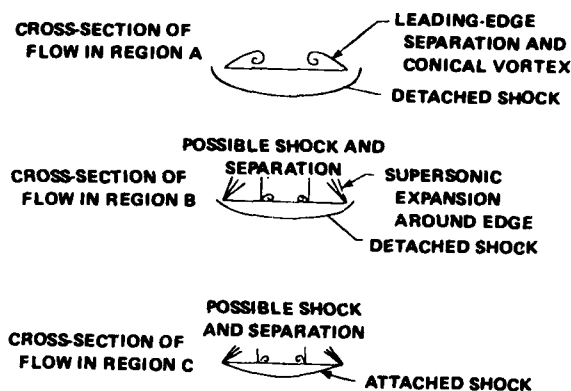 CROSS-SECTION OF
FLOW IN REGION A
LEADING-EDGE
SEPARATION AND
CONICAL VORTEX
DETACHED SHOCK
POSSIBLE SHOCK AND
SEPARATION
CROSS-SECTION OF
FLOW IN REGION B
SUPERSONIC
EXPANSION
AROUND EDGE
DETACHED SHOCK
POSSIBLE SHOCK
AND SEPARATION
CROSS-SECTION OF
FLOW IN REGION C
ATTACHED SHOCK